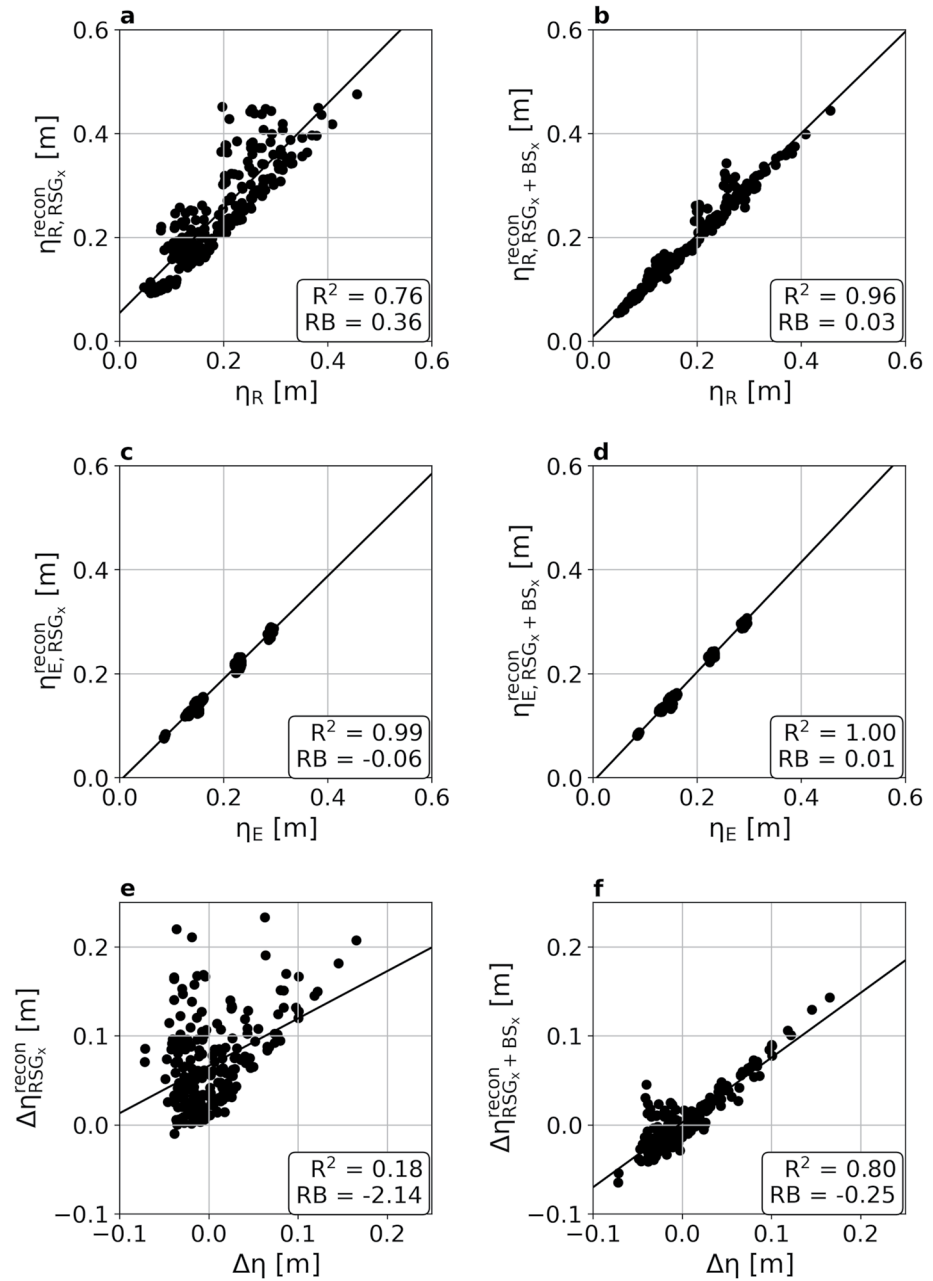 a
0.6
0.4
0.2
0.0
0.0 0.2 0.4 0.6
η_R [m]
η^recon_R, RSG_x [m]
R² = 0.76
RB = 0.36
b
0.6
0.4
0.2
0.0
0.0 0.2 0.4 0.6
η_R [m]
η^recon_R, RSG_x + BS_x [m]
R² = 0.96
RB = 0.03
c
0.6
0.4
0.2
0.0
0.0 0.2 0.4 0.6
η_E [m]
η^recon_E, RSG_x [m]
R² = 0.99
RB = -0.06
d
0.6
0.4
0.2
0.0
0.0 0.2 0.4 0.6
η_E [m]
η^recon_E, RSG_x + BS_x [m]
R² = 1.00
RB = 0.01
e
0.2
0.1
0.0
−0.1
−0.1 0.0 0.1 0.2
Δη [m]
Δη^recon_RSG_x [m]
R² = 0.18
RB = -2.14
f
0.2
0.1
0.0
−0.1
−0.1 0.0 0.1 0.2
Δη [m]
Δη^recon_RSG_x + BS_x [m]
R² = 0.80
RB = -0.25